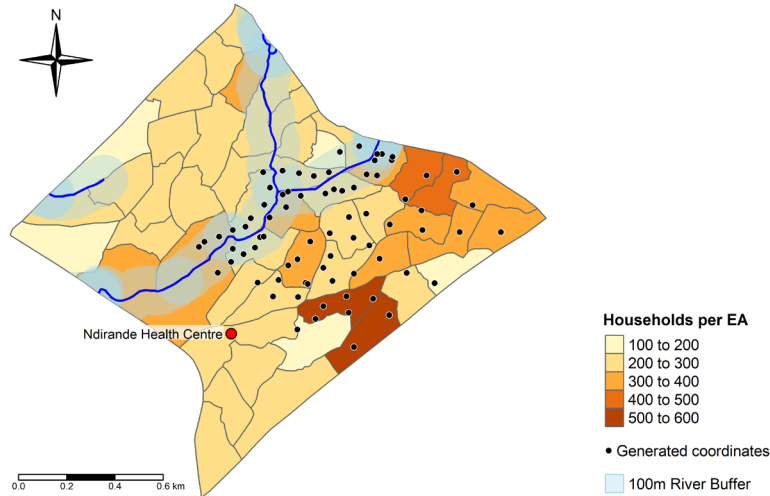 N
Ndirande Health Centre
Households per EA
100 to 200
200 to 300
300 to 400
400 to 500
500 to 600
Generated coordinates
100m River Buffer
0.0 0.2 0.4 0.6 km